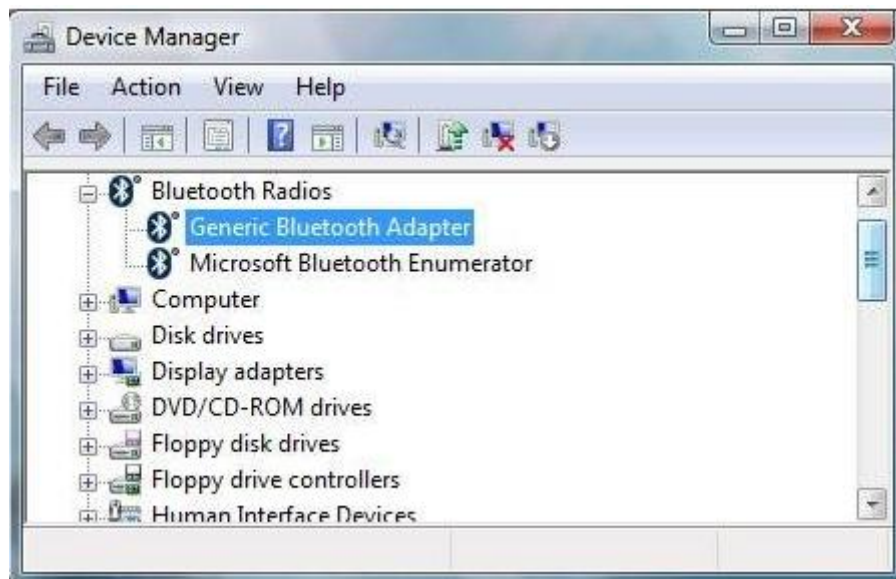 Device Manager
File Action View Help
Bluetooth Radios
Generic Bluetooth Adapter
Microsoft Bluetooth Enumerator
Computer
Disk drives
Display adapters
DVD/CD-ROM drives
Floppy disk drives
Floppy drive controllers
Human Interface Devices